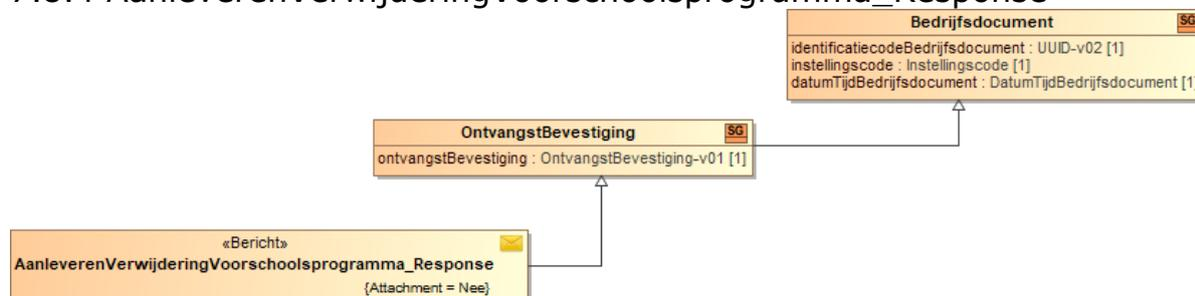 AanleverenVerwijderingVoorschoolsprogramma_Response
Bedrijfsdocument
SG
identificatiecodeBedrijfsdocument : UUID-v02 [1]
instellingscode : Instellingscode [1]
datumTijdBedrijfsdocument : DatumTijdBedrijfsdocument [1]
OntvangstBevestiging
SG
ontvangstBevestiging : OntvangstBevestiging-v01 [1]
«Bericht»
AanleverenVerwijderingVoorschoolsprogramma_Response
{Attachment = Nee}